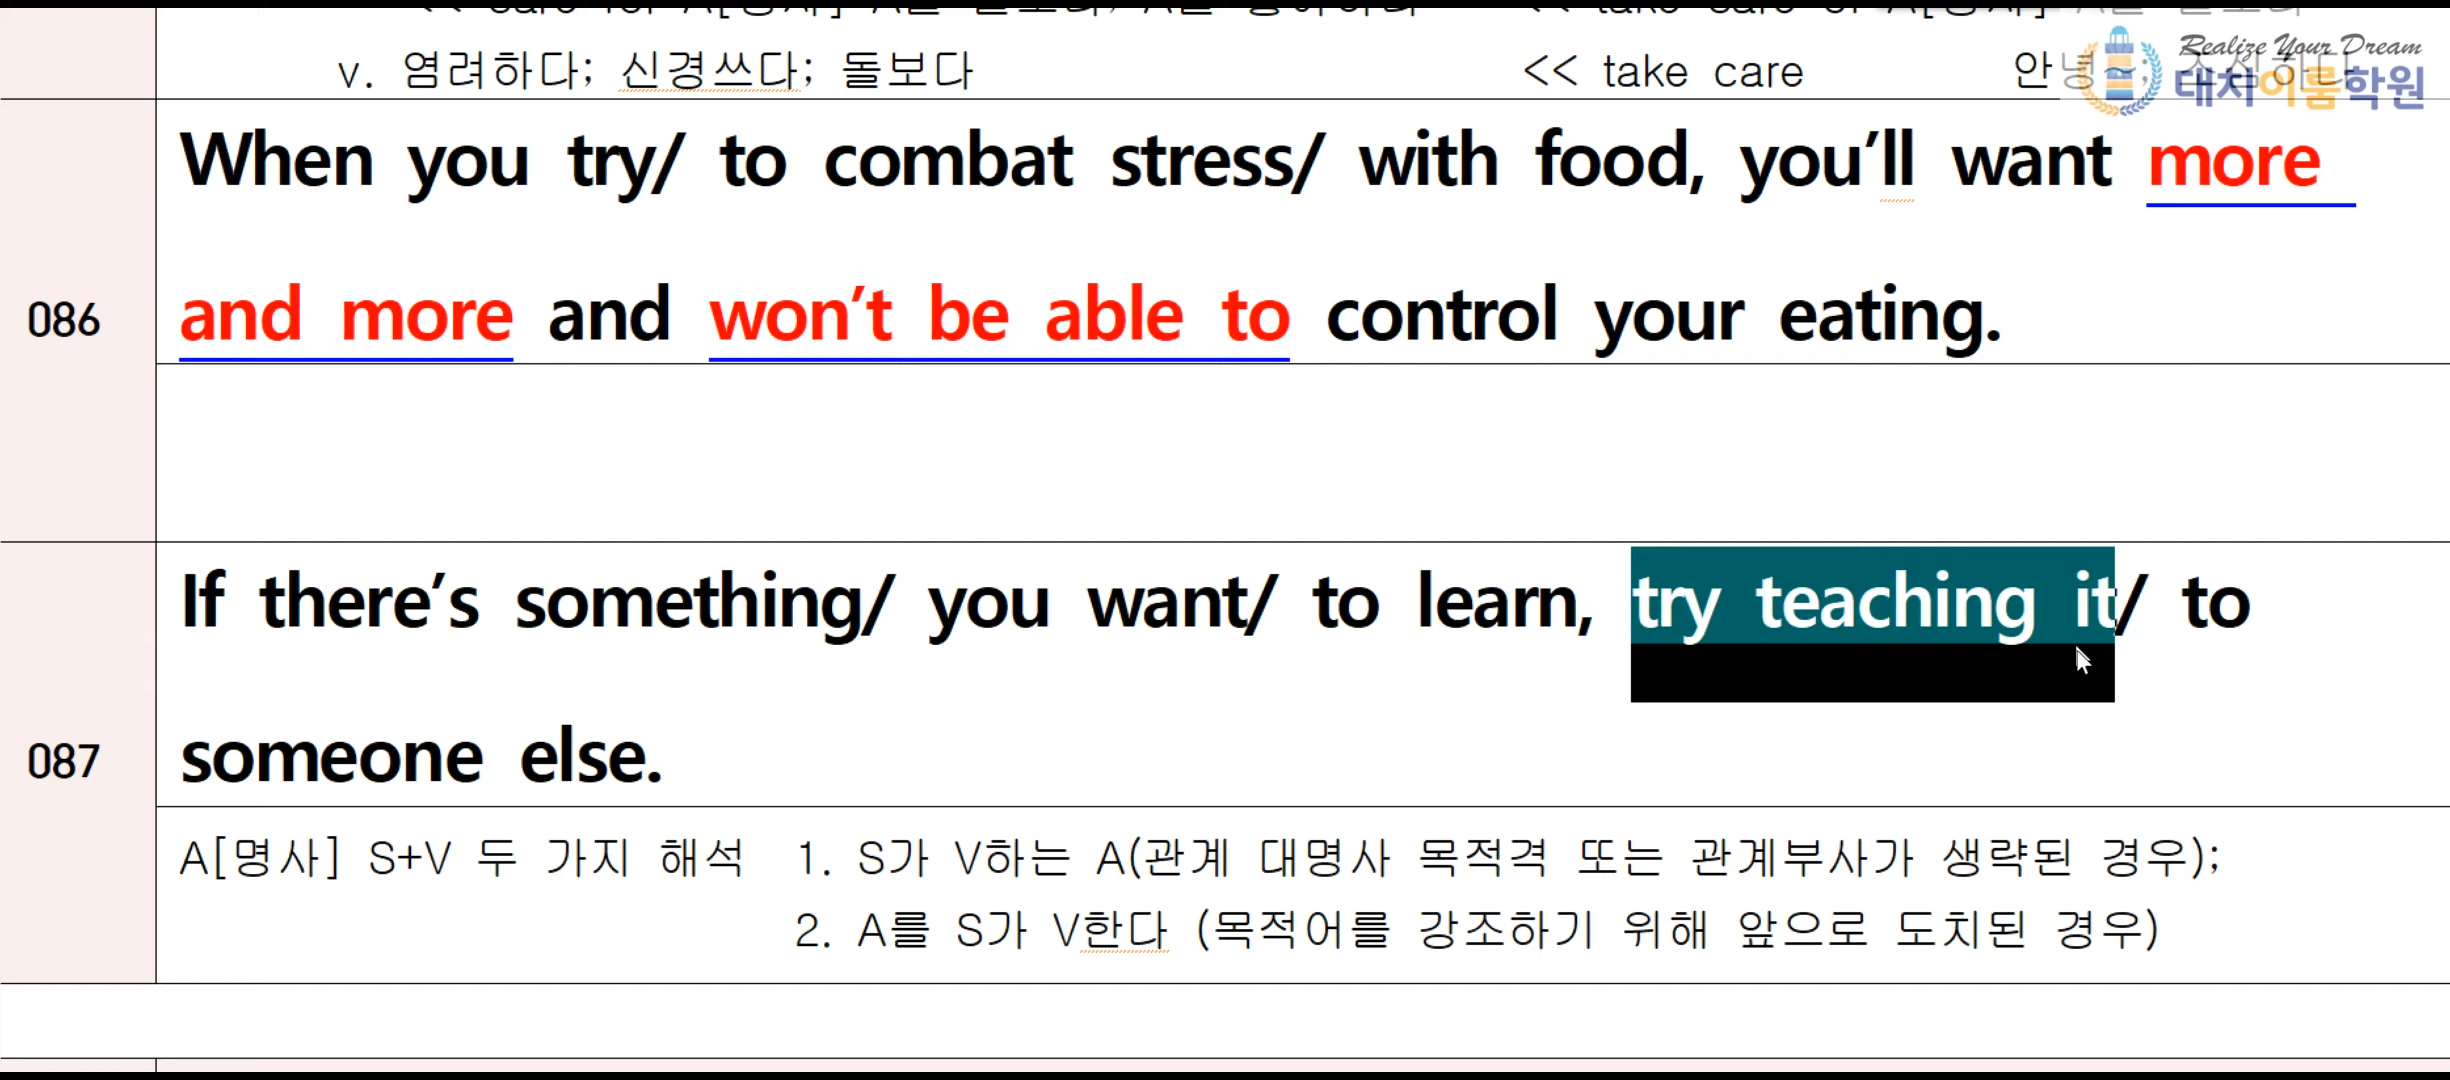 v. 염려하다; 신경쓰다; 돌보다 << take care 안녕
Realize Your Dream
대치이룸학원
When you try/ to combat stress/ with food, you’ll want more
086 and more and won’t be able to control your eating.
If there’s something/ you want/ to learn, try teaching it/ to
087 someone else.
A[명사] S+V 두 가지 해석 1. S가 V하는 A(관계 대명사 목적격 또는 관계부사가 생략된 경우);
2. A를 S가 V한다 (목적어를 강조하기 위해 앞으로 도치된 경우)